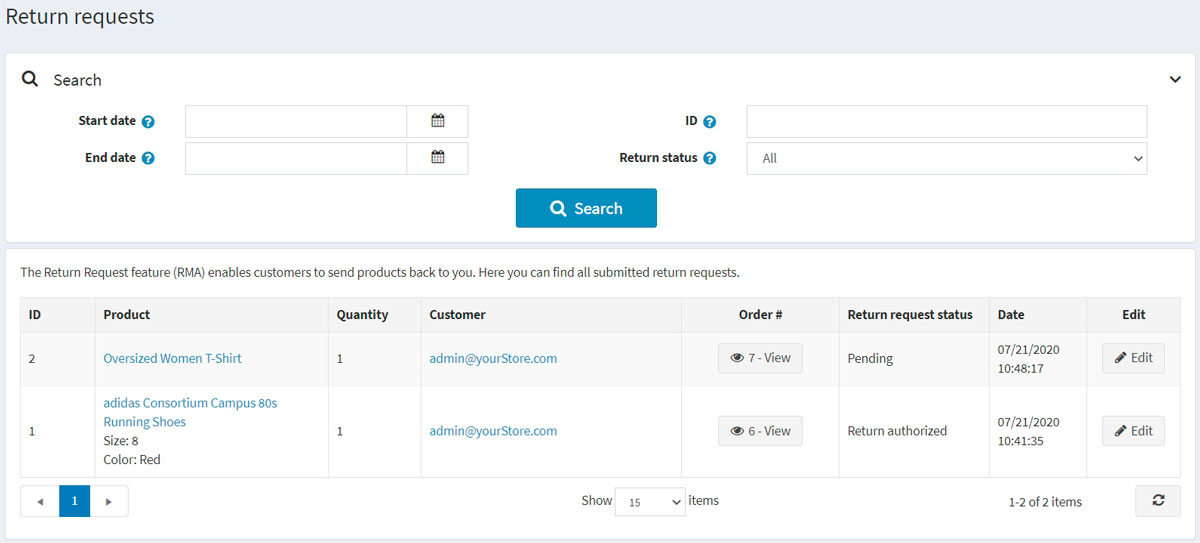 Return requests
Search
Start date ?
ID ?
End date ?
Return status ?
All
Search
The Return Request feature (RMA) enables customers to send products back to you. Here you can find all submitted return requests.
ID Product Quantity Customer Order # Return request status Date Edit
2 Oversized Women T-Shirt 1 admin@yourStore.com 7 - View Pending 07/21/2020 10:48:17 Edit
1 adidas Consortium Campus 80s
Running Shoes
Size: 8
Color: Red
1 admin@yourStore.com 6 - View Return authorized 07/21/2020 10:41:35 Edit
1
Show 15 items
1-2 of 2 items